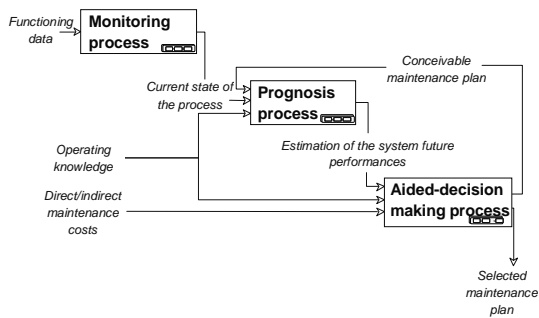 Functioning
data
Monitoring
process
Conceivable
maintenance plan
Current state of
the process
Prognosis
process
Operating
knowledge
Estimation of the system future
performances
Direct/indirect
maintenance
costs
Aided-decision
making process
Selected
maintenance
plan